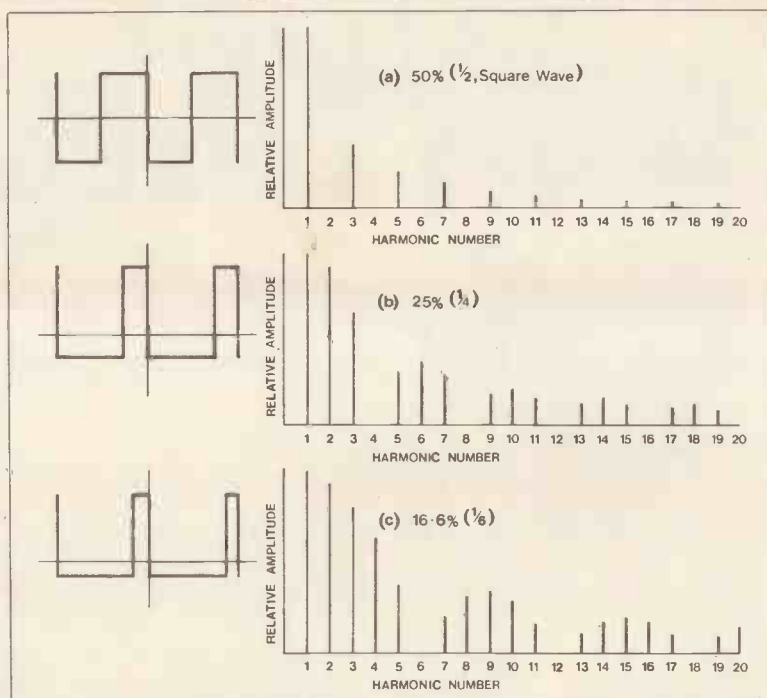 (a) 50% (½, Square Wave)
RELATIVE AMPLITUDE
1 2 3 4 5 6 7 8 9 10 11 12 13 14 15 16 17 18 19 20
HARMONIC NUMBER
(b) 25% (¼)
RELATIVE AMPLITUDE
1 2 3 4 5 6 7 8 9 10 11 12 13 14 15 16 17 18 19 20
HARMONIC NUMBER
(c) 16·6% (⅙)
RELATIVE AMPLITUDE
1 2 3 4 5 6 7 8 9 10 11 12 13 14 15 16 17 18 19 20
HARMONIC NUMBER